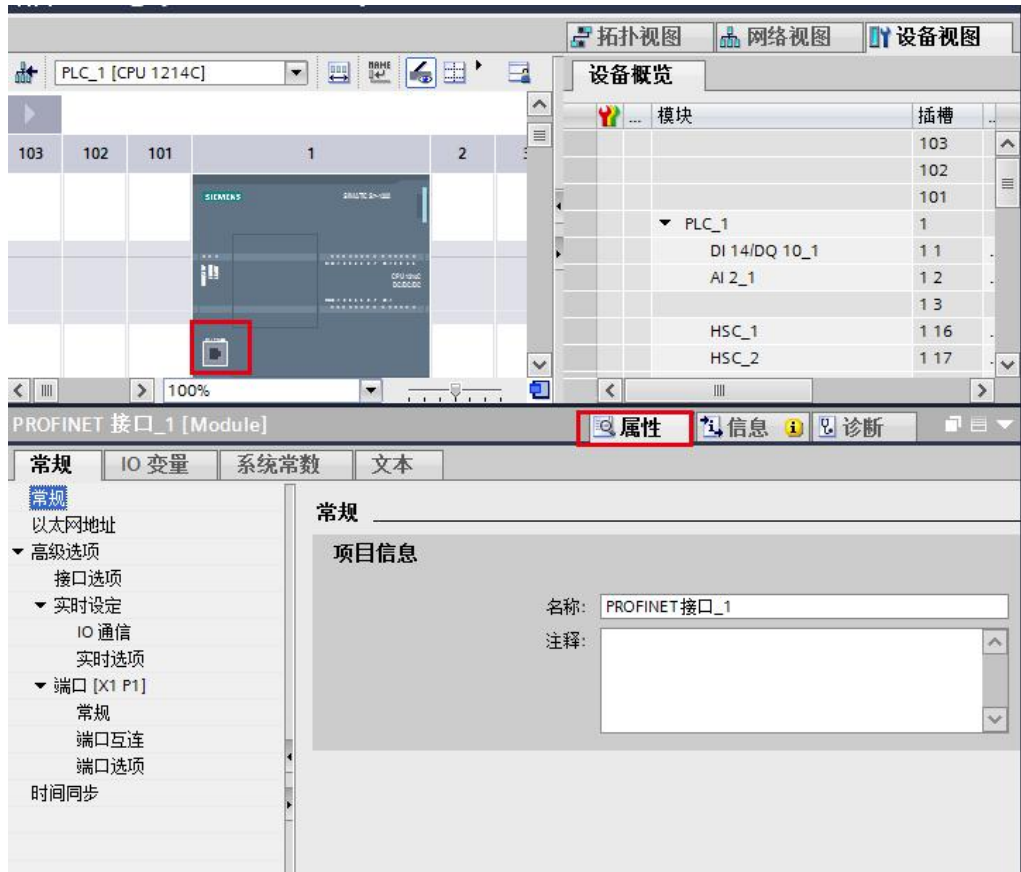 拓扑视图 网络视图 设备视图
PLC_1 [CPU 1214C]
设备概览
... 模块 插槽 ..
103 102 101 1 2
103
102
101
PLC_1 1
DI 14/DQ 10_1 1 1
AI 2_1 1 2
1 3
HSC_1 1 16
HSC_2 1 17
SIEMENS
100%
PROFINET 接口_1 [Module]
属性 信息 诊断
常规 IO 变量 系统常数 文本
常规
以太网地址
高级选项
接口选项
实时设定
IO 通信
实时选项
端口 [X1 P1]
常规
端口互连
端口选项
时间同步
常规
项目信息
名称: PROFINET接口_1
注释: